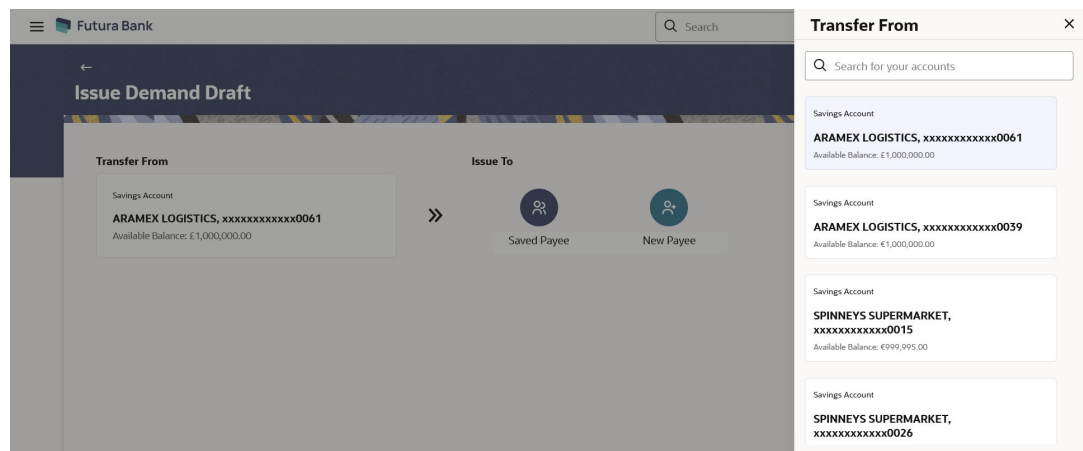 Futura Bank
Search
Issue Demand Draft
Transfer From
Savings Account
ARAMEX LOGISTICS, xxxxxxxxxxxx0061
Available Balance: £1,000,000.00
Issue To
Saved Payee
New Payee
Transfer From
Search for your accounts
Savings Account
ARAMEX LOGISTICS, xxxxxxxxxxxx0061
Available Balance: £1,000,000.00
Savings Account
ARAMEX LOGISTICS, xxxxxxxxxxxx0039
Available Balance: €1,000,000.00
Savings Account
SPINNEYS SUPERMARKET,
xxxxxxxxxxxx0015
Available Balance: €999,995.00
Savings Account
SPINNEYS SUPERMARKET,
xxxxxxxxxxxx0026